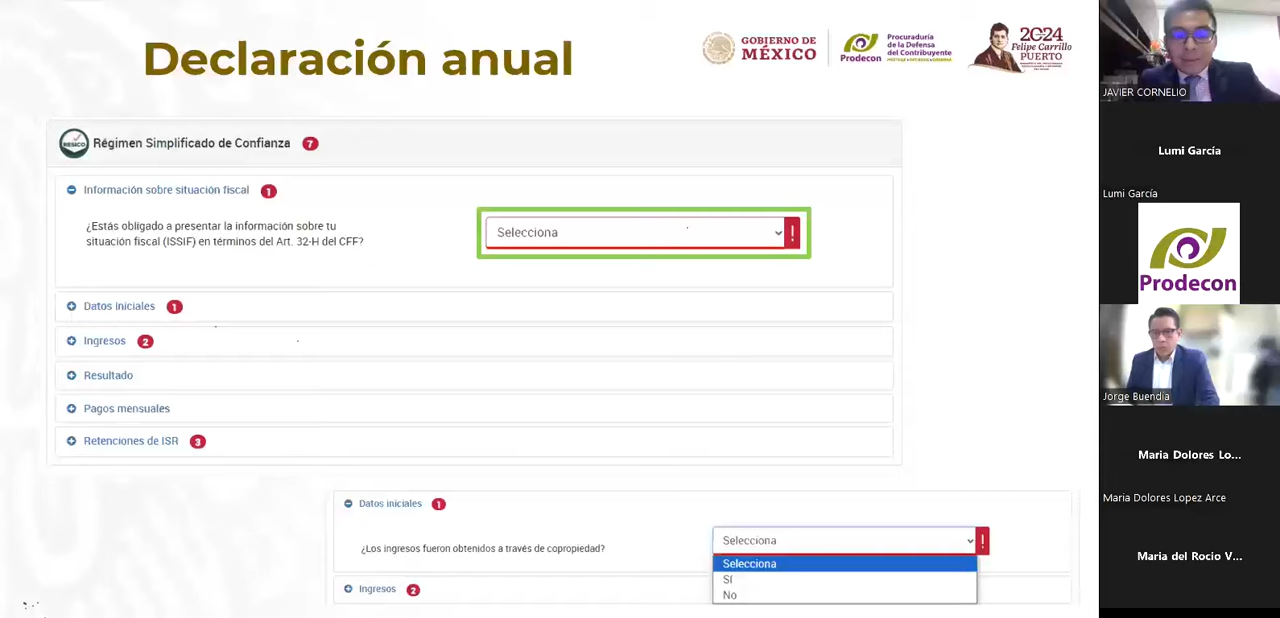 Declaración anual
GOBIERNO DE
MÉXICO
Prodecon
Procuraduría
de la Defensa
del Contribuyente
2024
Felipe Carrillo
PUERTO
RESICO
Régimen Simplificado de Confianza 7
Información sobre situación fiscal 1
¿Estás obligado a presentar la información sobre tu
situación fiscal (ISSIF) en términos del Art. 32-H del CFF?
Selecciona !
Datos iniciales 1
Ingresos 2
Resultado
Pagos mensuales
Retenciones de ISR 3
Datos iniciales 1
¿Los ingresos fueron obtenidos a través de copropiedad?
Selecciona !
Selecciona
Sí
No
Ingresos 2
JAVIER CORNELIO
Lumi García
Lumi García
Prodecon
Jorge Buendia
Maria Dolores Lo...
Maria Dolores Lopez Arce
Maria del Rocio V...